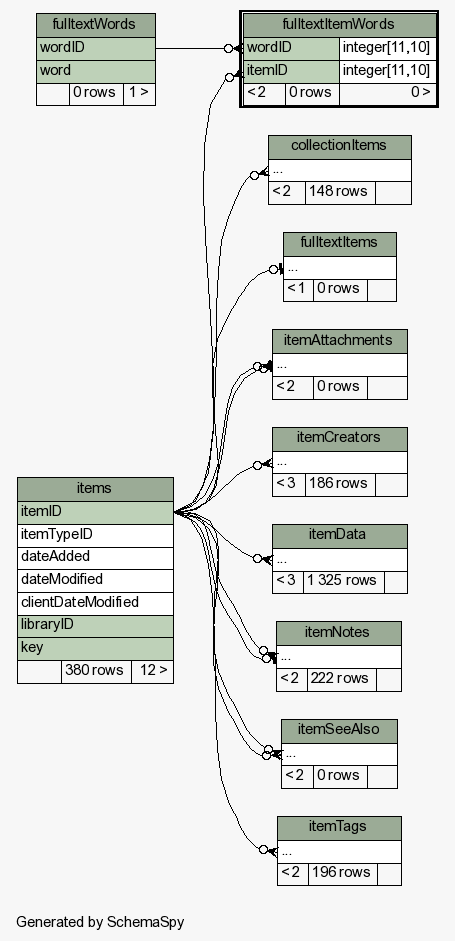 fulltextWords
wordID
word
0 rows 1 >
fulltextItemWords
wordID integer[11,10]
itemID integer[11,10]
< 2 0 rows 0 >
collectionItems
...
< 2 148 rows
fulltextItems
...
< 1 0 rows
itemAttachments
...
< 2 0 rows
itemCreators
...
< 3 186 rows
items
itemID
itemTypeID
dateAdded
dateModified
clientDateModified
libraryID
key
380 rows 12 >
itemData
...
< 3 1 325 rows
itemNotes
...
< 2 222 rows
itemSeeAlso
...
< 2 0 rows
itemTags
...
< 2 196 rows
Generated by SchemaSpy